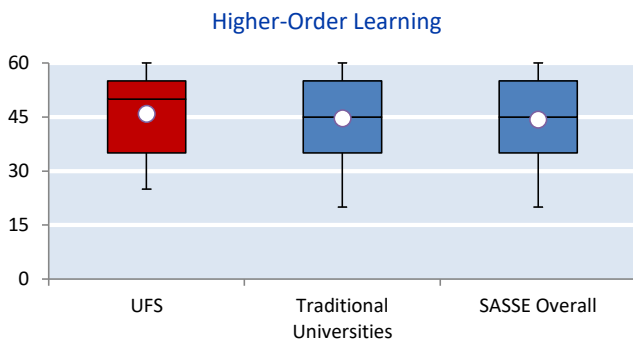 Higher-Order Learning
60
45
30
15
0
UFS
Traditional
Universities
SASSE Overall